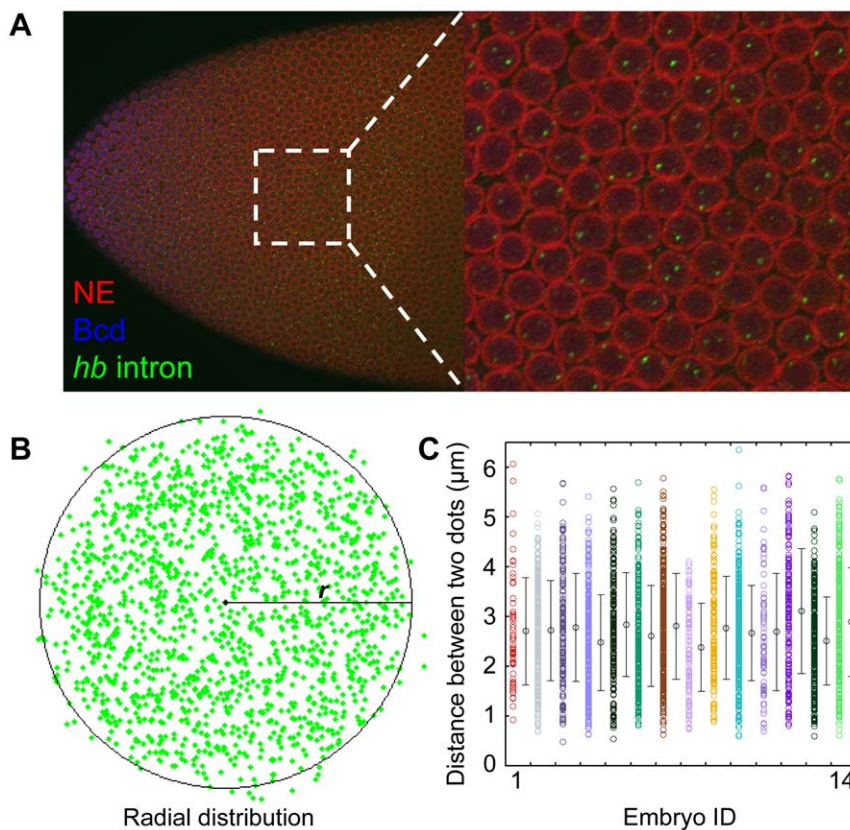 A
NE
Bcd
hb intron
B
r
Radial distribution
C
Distance between two dots (μm)
6
5
4
3
2
1
0
1
14
Embryo ID